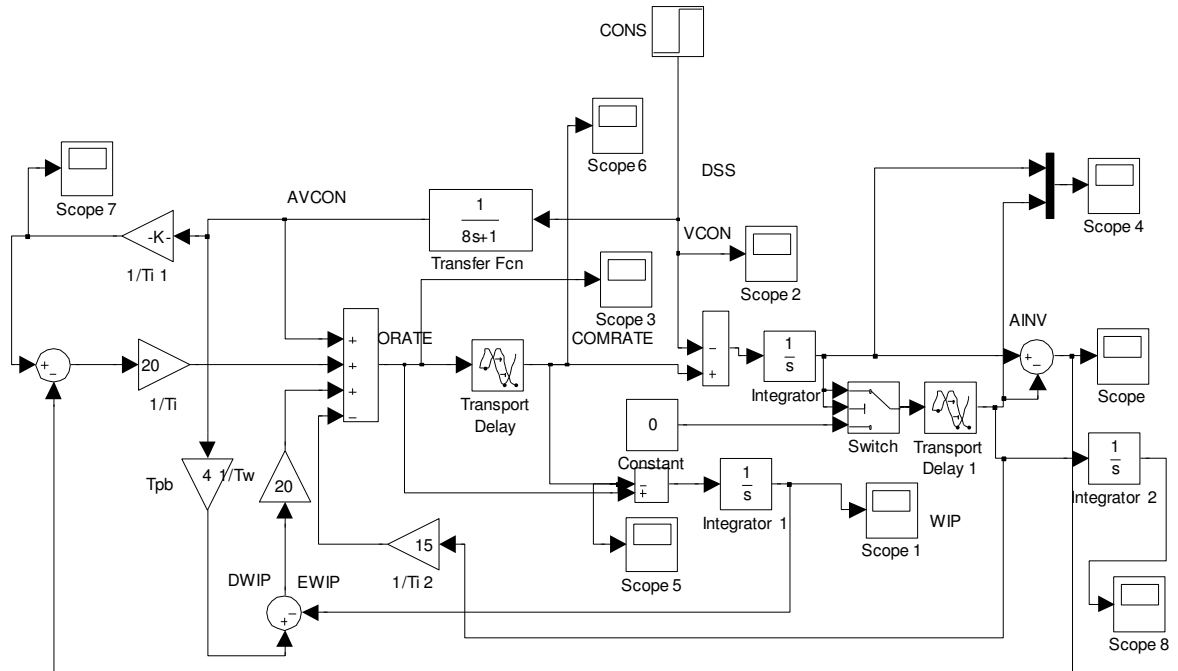 CONS
Scope 6
Scope 7
DSS
AVCON
1
8s+1
Transfer Fcn
Scope 4
-K-
1/Ti 1
VCON
Scope 2
Scope 3
AINV
+
+
+
−
ORATE
COMRATE
−
+
1
s
Integrator
+
−
Scope
+
−
20
1/Ti
Transport
Delay
0
Constant
Switch
Transport
Delay 1
1
s
Integrator 2
Tpb
4
1/Tw
20
−
+
1
s
Integrator 1
WIP
Scope 1
15
1/Ti 2
Scope 5
DWIP
EWIP
−
+
Scope 8